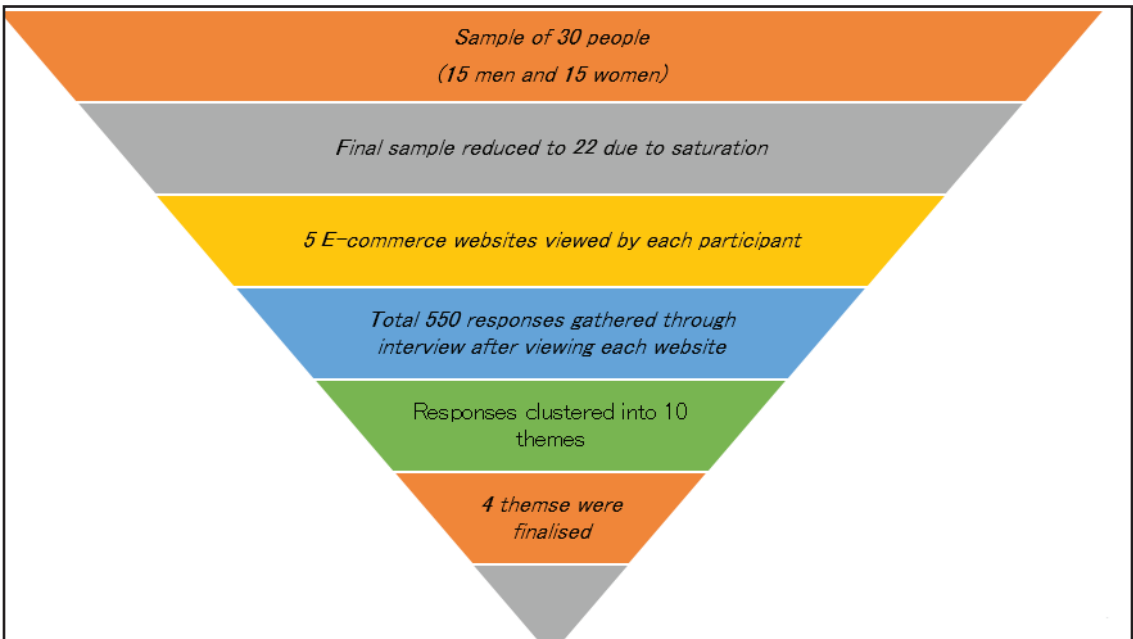 Sample of 30 people
(15 men and 15 women)
Final sample reduced to 22 due to saturation
5 E-commerce websites viewed by each participant
Total 550 responses gathered through
interview after viewing each website
Responses clustered into 10
themes
4 themse were
finalised